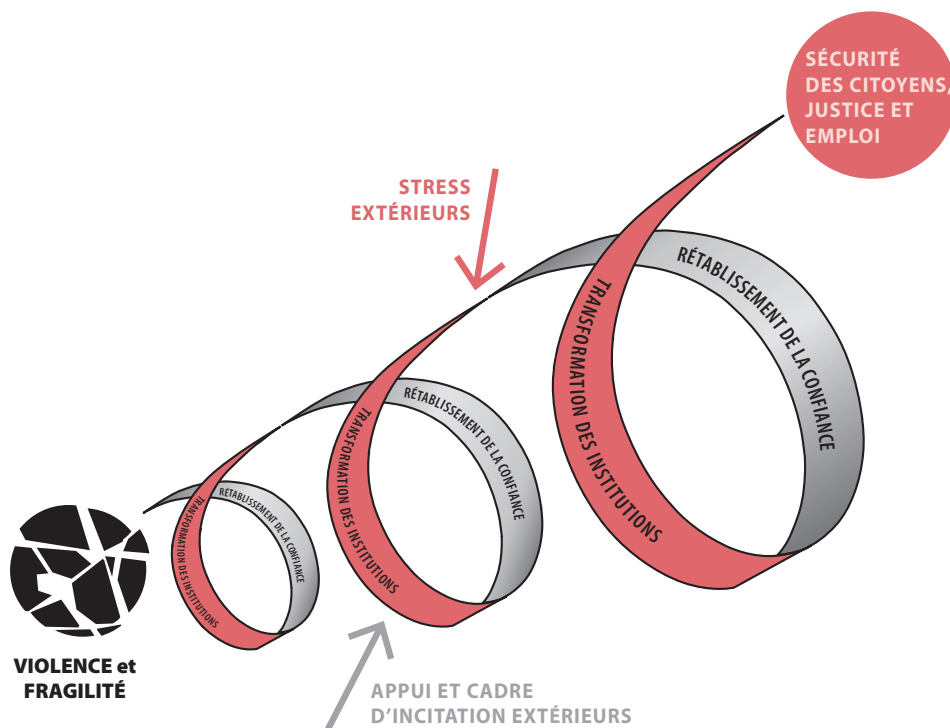 SÉCURITÉ
DES CITOYENS,
JUSTICE ET
EMPLOI
STRESS
EXTÉRIEURS
RÉTABLISSEMENT DE LA CONFIANCE
TRANSFORMATION DES INSTITUTIONS
RÉTABLISSEMENT DE LA CONFIANCE
TRANSFORMATION DES INSTITUTIONS
RÉTABLISSEMENT DE LA CONFIANCE
TRANSFORMATION DES INSTITUTIONS
VIOLENCE et
FRAGILITÉ
APPUI ET CADRE
D'INCITATION EXTÉRIEURS